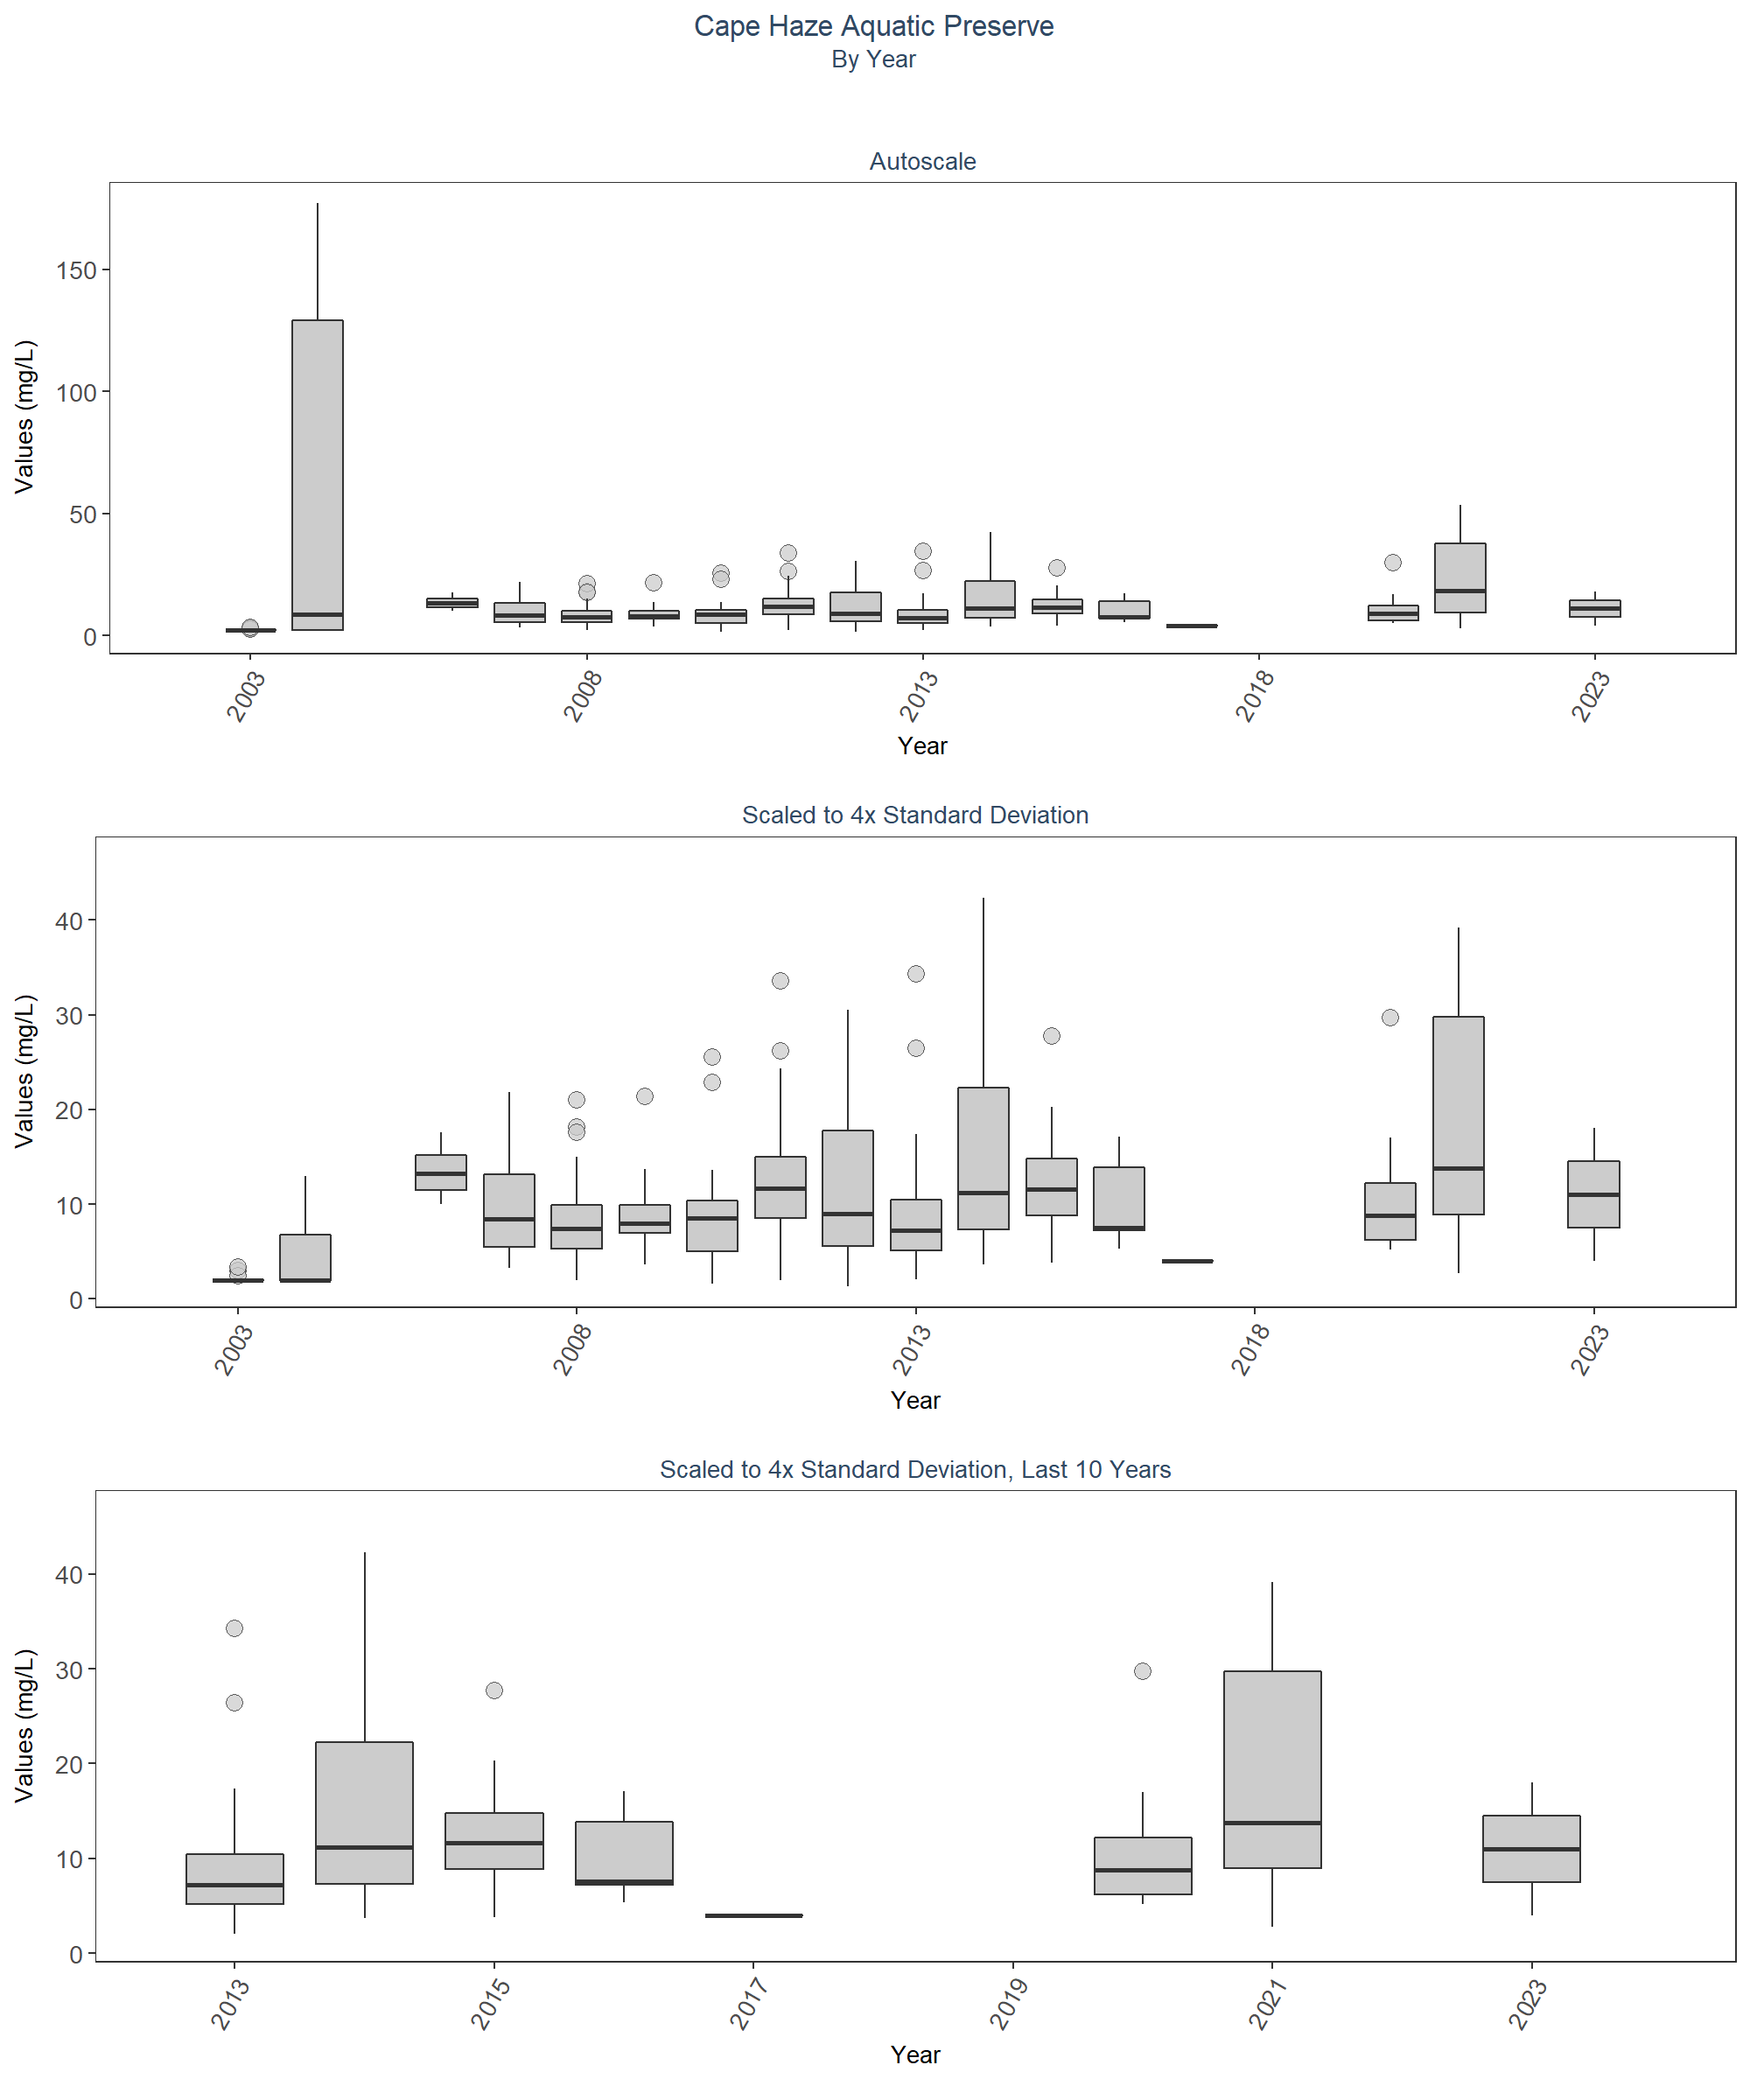 Cape Haze Aquatic Preserve
By Year
Autoscale
Values (mg/L)
150
100
50
0
2003
2008
2013
2018
2023
Year
Scaled to 4x Standard Deviation
Values (mg/L)
40
30
20
10
0
2003
2008
2013
2018
2023
Year
Scaled to 4x Standard Deviation, Last 10 Years
Values (mg/L)
40
30
20
10
0
2013
2015
2017
2019
2021
2023
Year